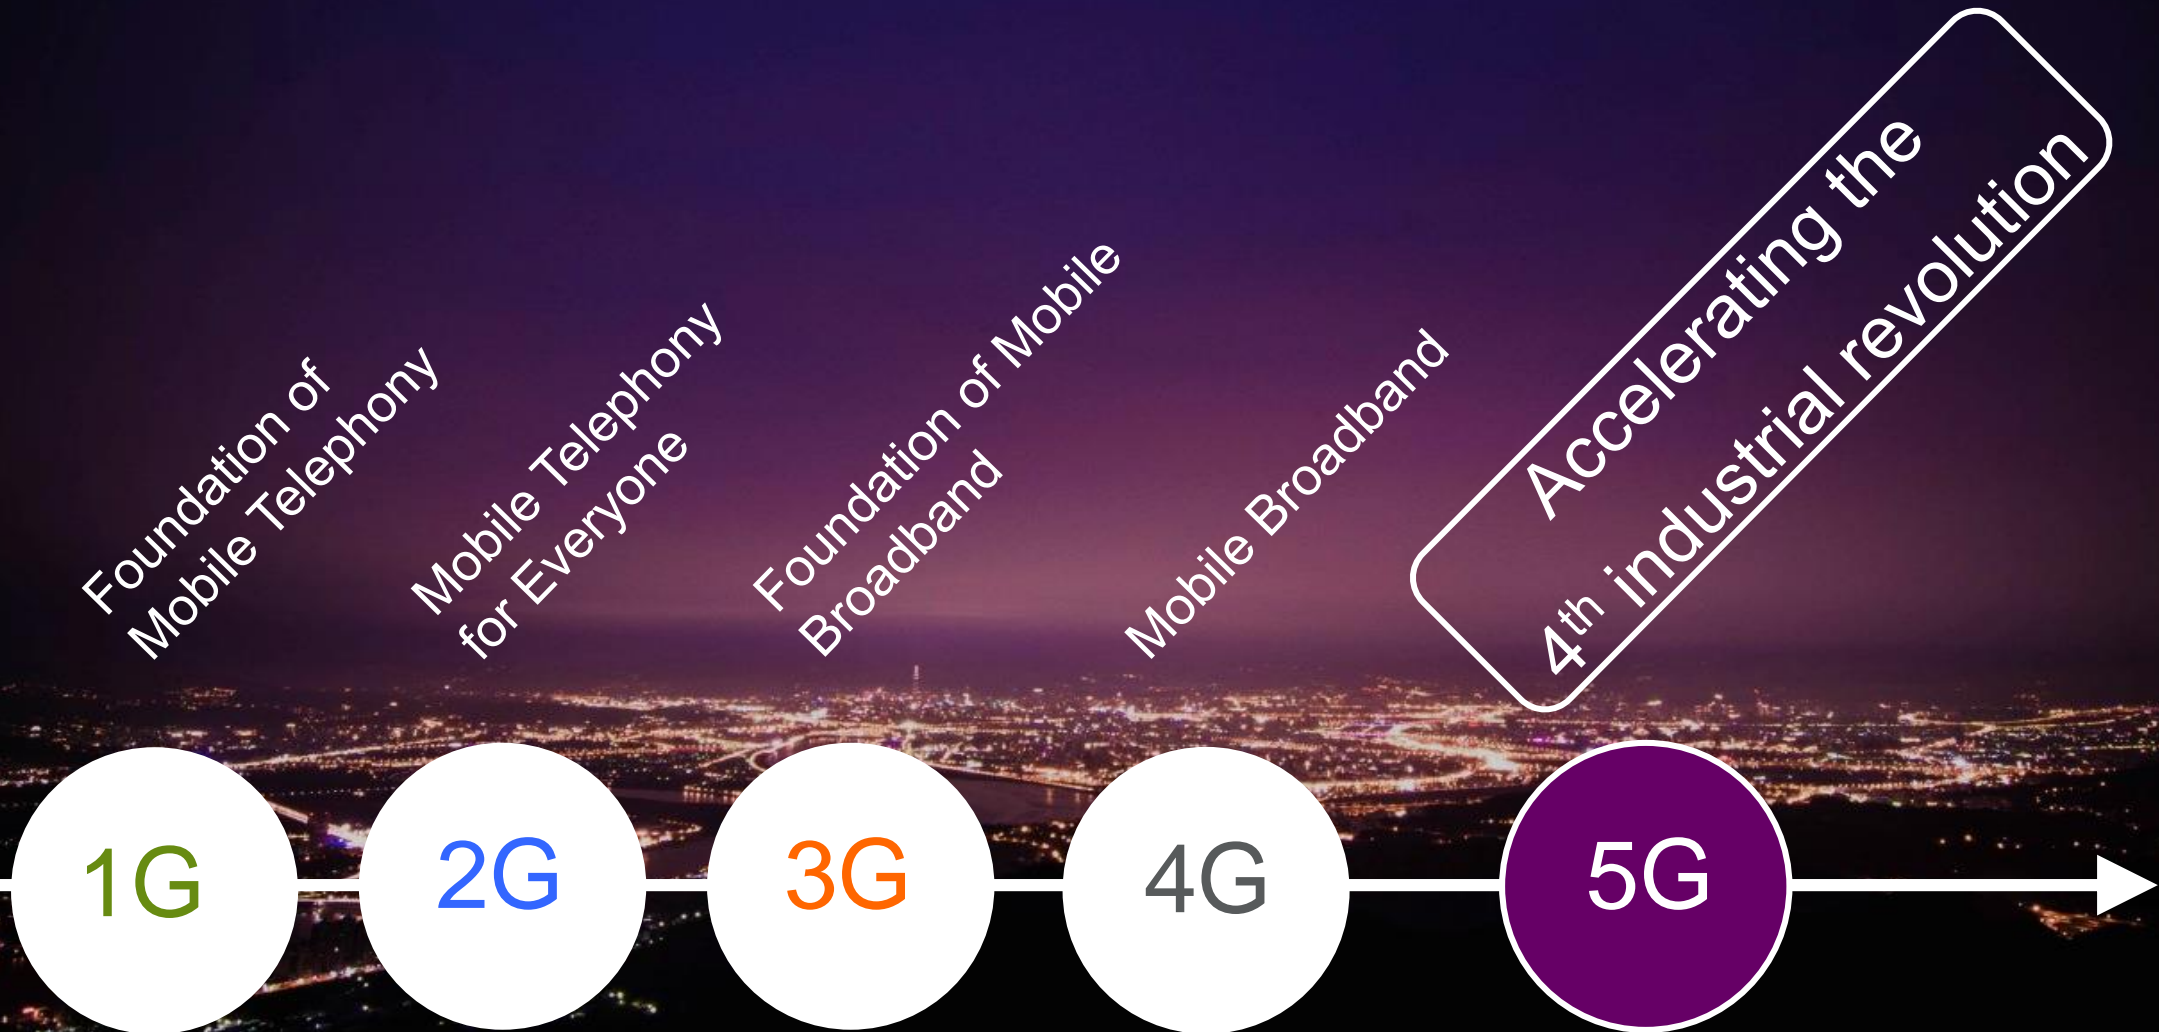 Foundation of
Mobile Telephony
Mobile Telephony
for Everyone
Foundation of Mobile
Broadband
Mobile Broadband
Accelerating the
4th industrial revolution
1G
2G
3G
4G
5G